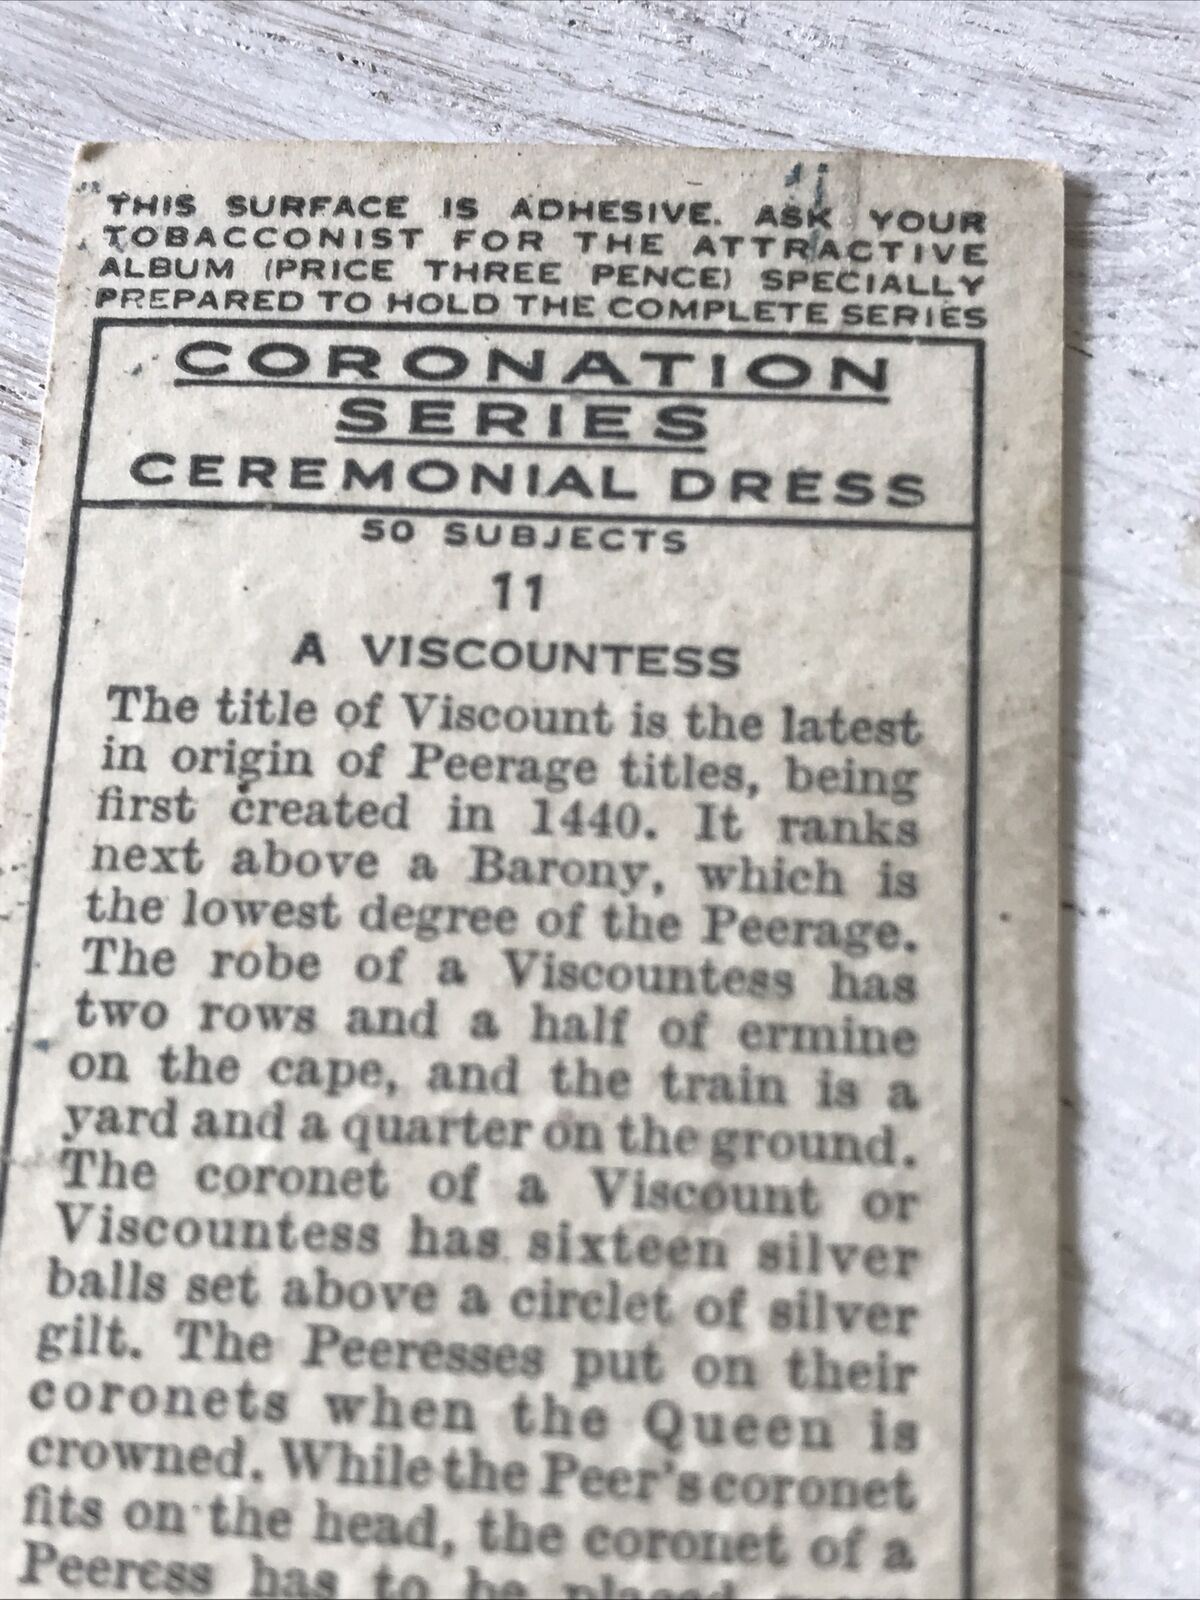 THIS SURFACE IS ADHESIVE. ASK YOUR
TOBACCONIST FOR THE ATTRACTIVE
ALBUM (PRICE THREE PENCE) SPECIALLY
PREPARED TO HOLD THE COMPLETE SERIES
CORONATION
SERIES
CEREMONIAL DRESS
50 SUBJECTS
11
A VISCOUNTESS
The title of Viscount is the latest
in origin of Peerage titles, being
first created in 1440. It ranks
next above a Barony, which is
the lowest degree of the Peerage.
The robe of a Viscountess has
two rows and a half of ermine
on the cape, and the train is a
yard and a quarter on the ground.
The coronet of a Viscount or
Viscountess has sixteen silver
balls set above a circlet of silver
gilt. The Peeresses put on their
coronets when the Queen is
crowned. While the Peer's coronet
fits on the head, the coronet of a
Peeress has to be placed